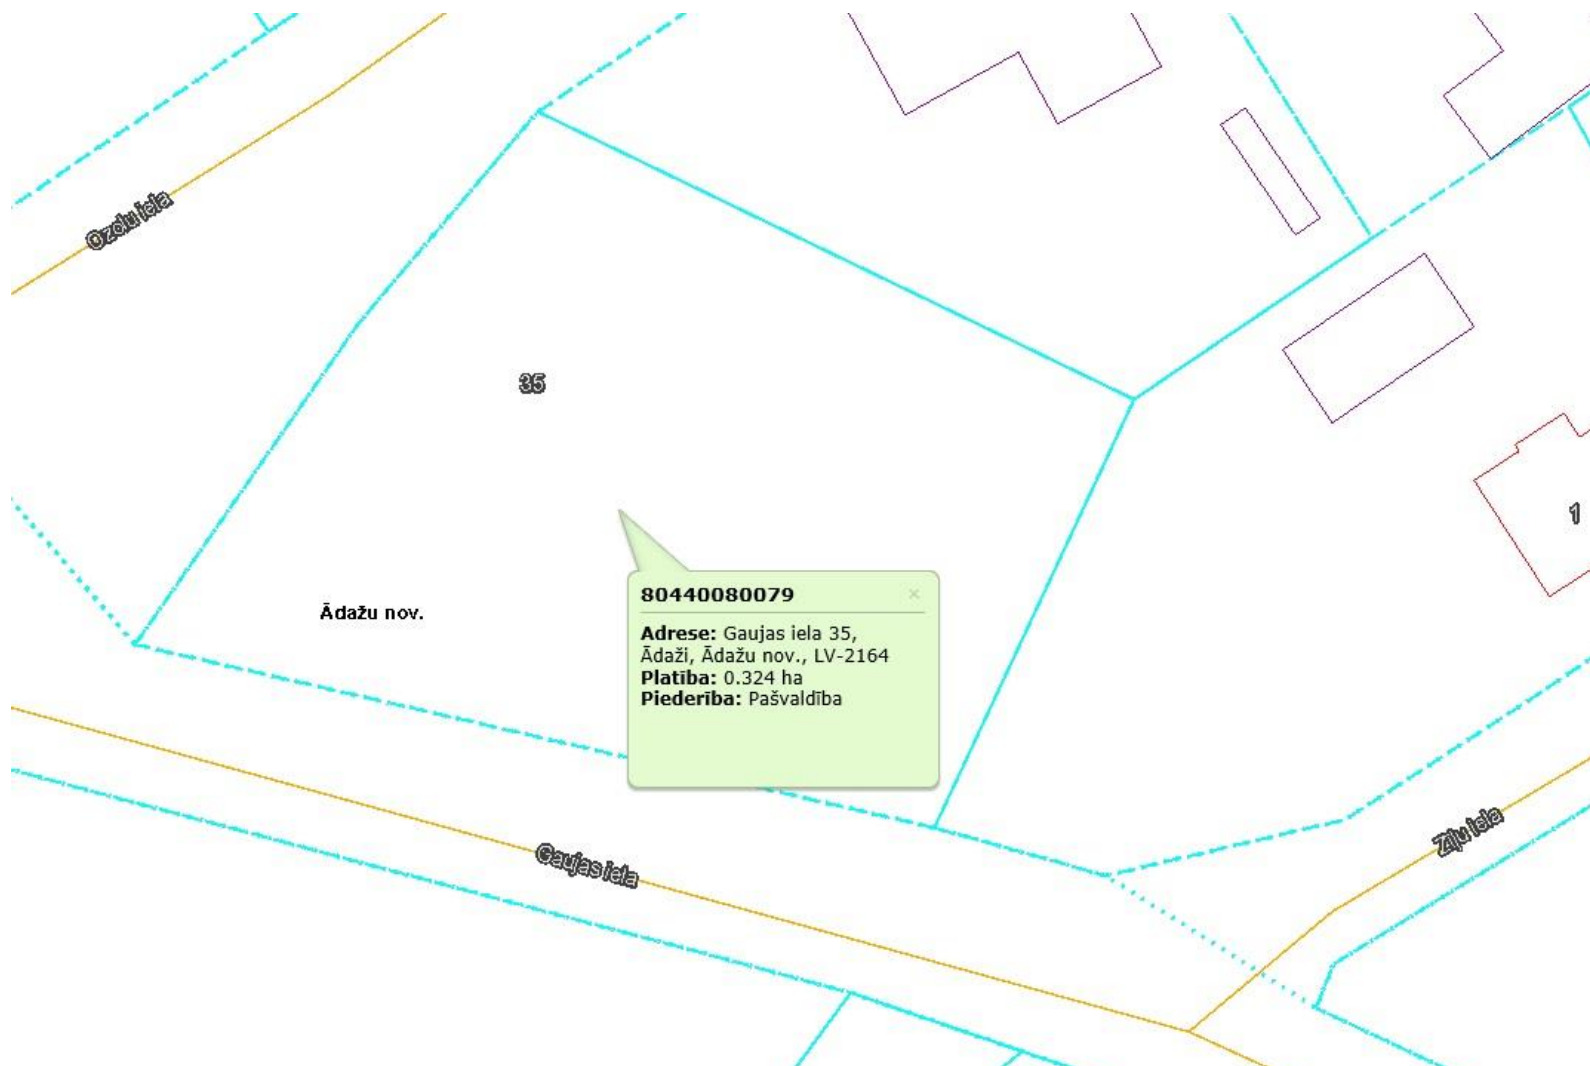 Ozolu iela
35
Ādažu nov.
80440080079
Adrese: Gaujas iela 35,
Ādaži, Ādažu nov., LV-2164
Platība: 0.324 ha
Piederība: Pašvaldība
1
Gaujas iela
Zīļu iela